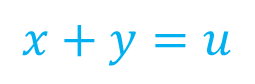 x + y = u